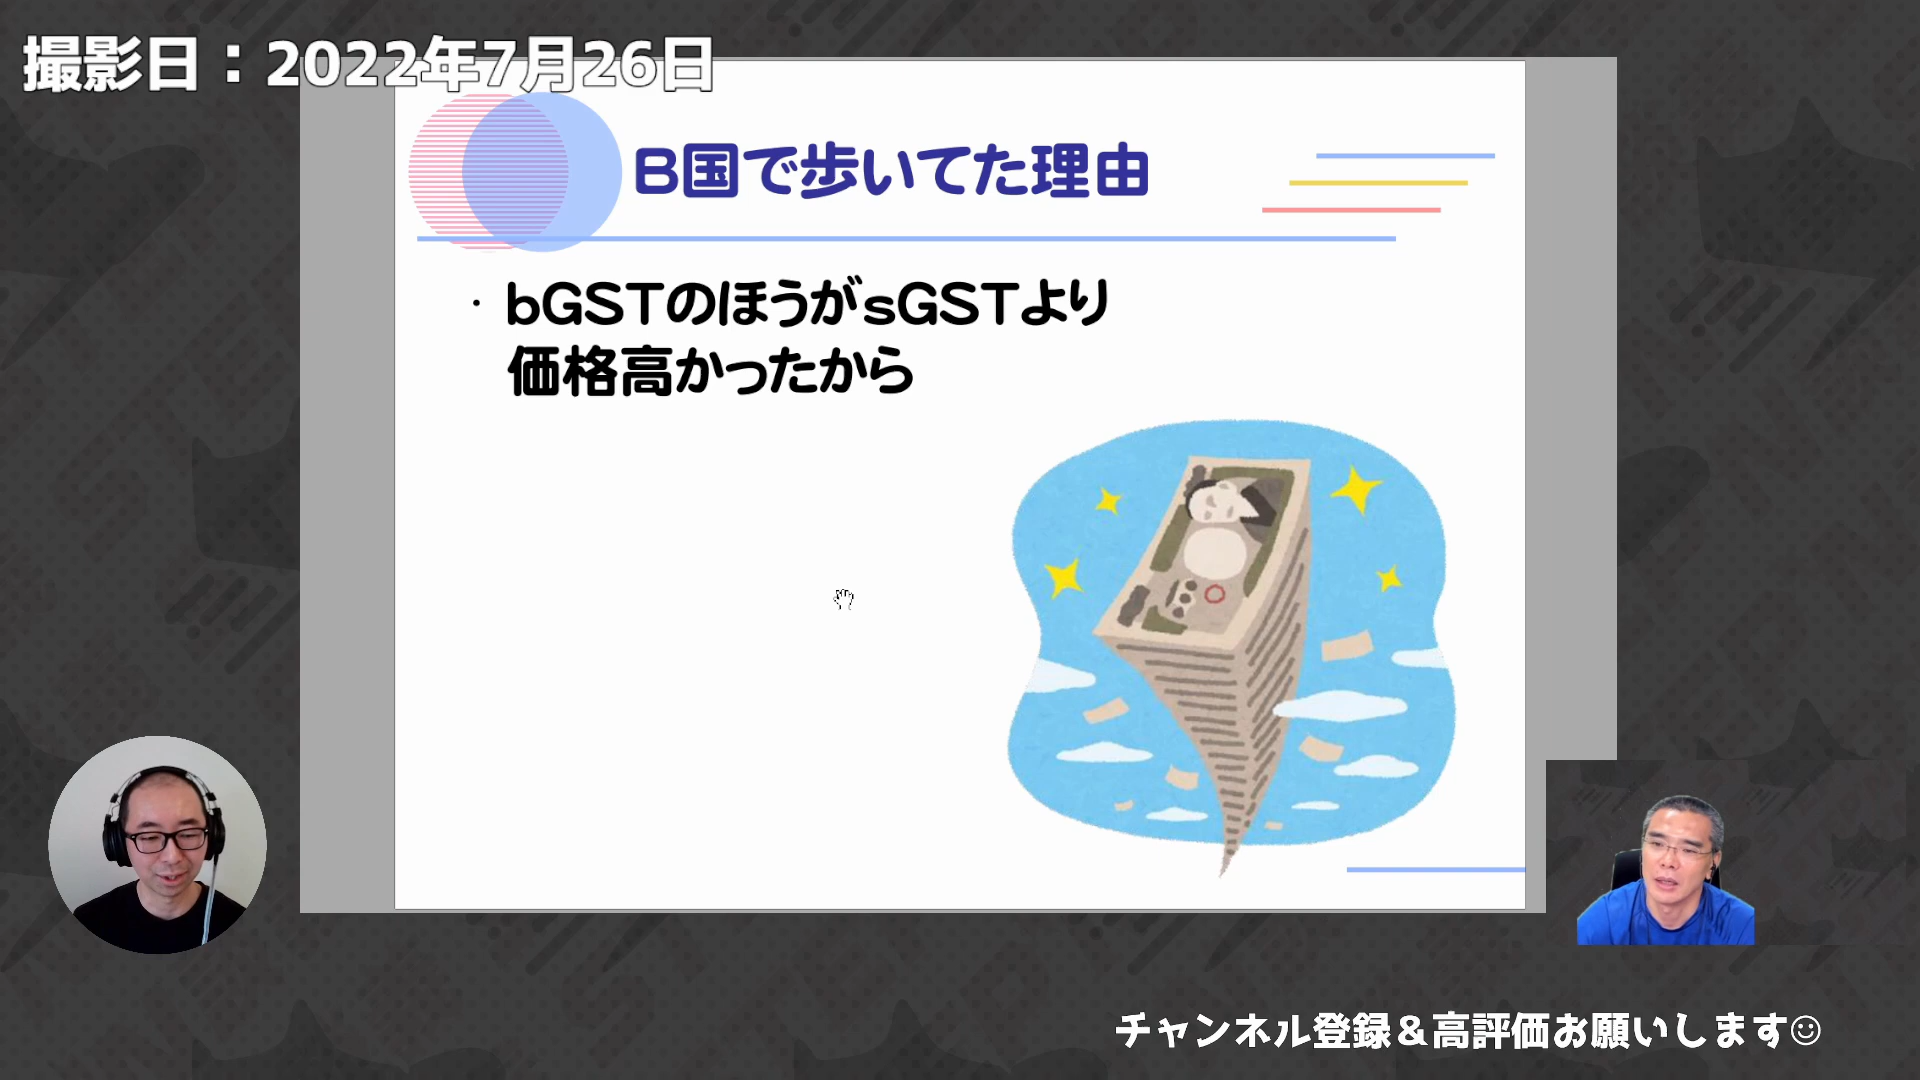 撮影日：2022年7月26日
B国で歩いてた理由
・bGSTのほうがsGSTより
価格高かったから
チャンネル登録＆高評価お願いします☺